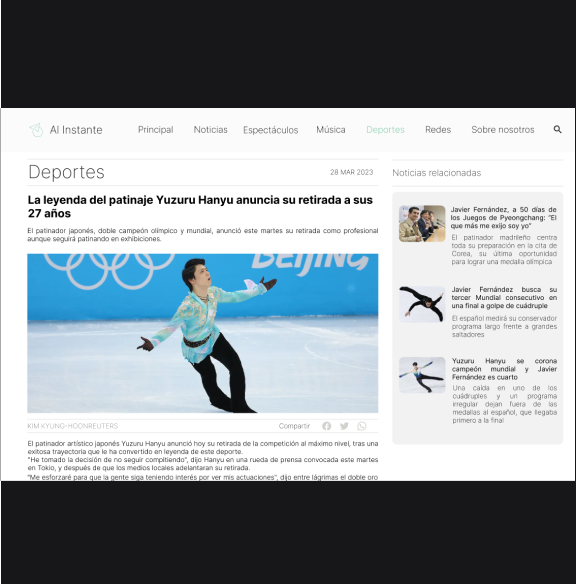 Al Instante
Principal
Noticias
Espectáculos
Música
Deportes
Redes
Sobre nosotros
Deportes
28 MAR 2023
La leyenda del patinaje Yuzuru Hanyu anuncia su retirada a sus
27 años
El patinador japonés, doble campeón olímpico y mundial, anunció este martes su retirada como profesional
aunque seguirá patinando en exhibiciones.
BEIJING
KIM KYUNG-HOONREUTERS
Compartir
El patinador artístico japonés Yuzuru Hanyu anunció hoy su retirada de la competición al máximo nivel, tras una
exitosa trayectoria que le ha convertido en leyenda de este deporte.
"He tomado la decisión de no seguir compitiendo", dijo Hanyu en una rueda de prensa convocada este martes
en Tokio, y después de que los medios locales adelantaran su retirada.
"Me esforzaré para que la gente siga teniendo interés por ver mis actuaciones", dijo entre lágrimas el doble oro
Noticias relacionadas
Javier Fernández, a 50 días de
los Juegos de Pyeongchang: "El
que más me exijo soy yo"
El patinador madrileño centra
toda su preparación en la cita de
Corea, su última oportunidad
para lograr una medalla olímpica
Javier Fernández busca su
tercer Mundial consecutivo en
una final a golpe de cuádruple
El español medirá su conservador
programa largo frente a grandes
saltadores
Yuzuru Hanyu se corona
campeón mundial y Javier
Fernández es cuarto
Una caída en uno de los
cuádruples y un programa
irregular dejan fuera de las
medallas al español, que llegaba
primero a la final